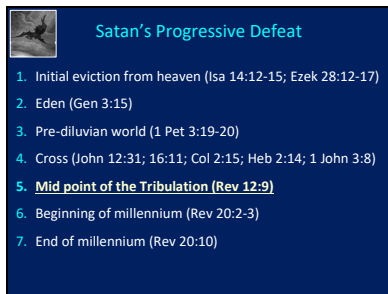 Satan's Progressive Defeat
1. Initial eviction from heaven (Isa 14:12-15; Ezek 28:12-17)
2. Eden (Gen 3:15)
3. Pre-diluvian world (1 Pet 3:19-20)
4. Cross (John 12:31; 16:11; Col 2:15; Heb 2:14; 1 John 3:8)
5. Mid point of the Tribulation (Rev 12:9)
6. Beginning of millennium (Rev 20:2-3)
7. End of millennium (Rev 20:10)